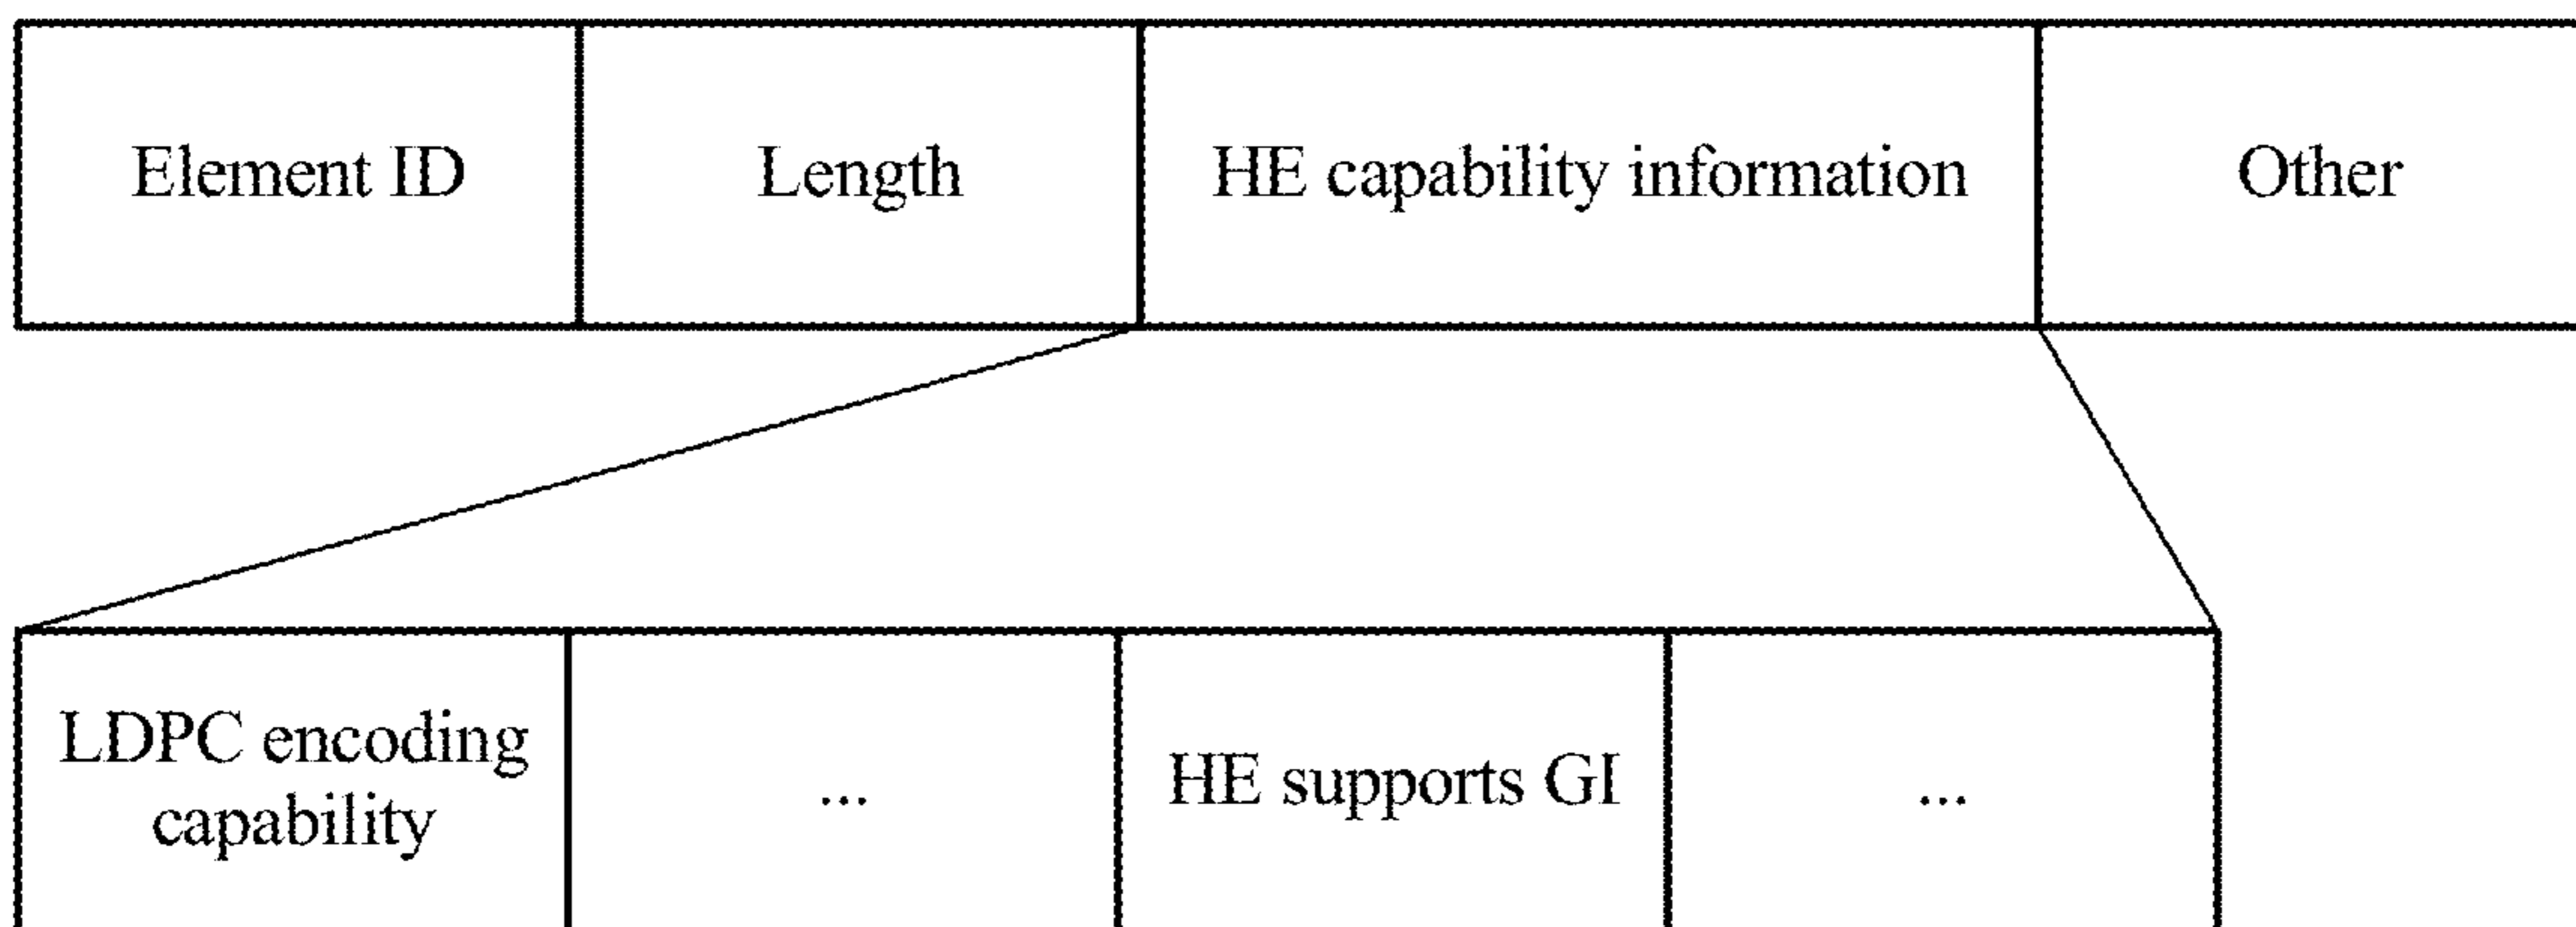 Element ID
Length
HE capability information
Other
LDPC encoding
capability
...
HE supports GI
...